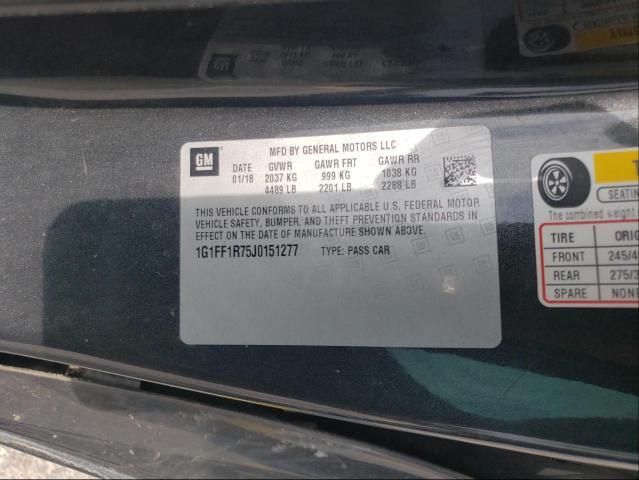 GM
MFD BY GENERAL MOTORS LLC
DATE GVWR GAWR FRT GAWR RR
01/18 2037 KG 999 KG 1038 KG
4489 LB 2201 LB 2288 LB
THIS VEHICLE CONFORMS TO ALL APPLICABLE U.S. FEDERAL MOTOR
VEHICLE SAFETY, BUMPER, AND THEFT PREVENTION STANDARDS IN
EFFECT ON THE DATE OF MANUFACTURE SHOWN ABOVE.
1G1FF1R75J0151277 TYPE: PASS CAR
SEATIN
The combined weight
TIRE ORIG
FRONT 245/4
REAR 275/3
SPARE NONE